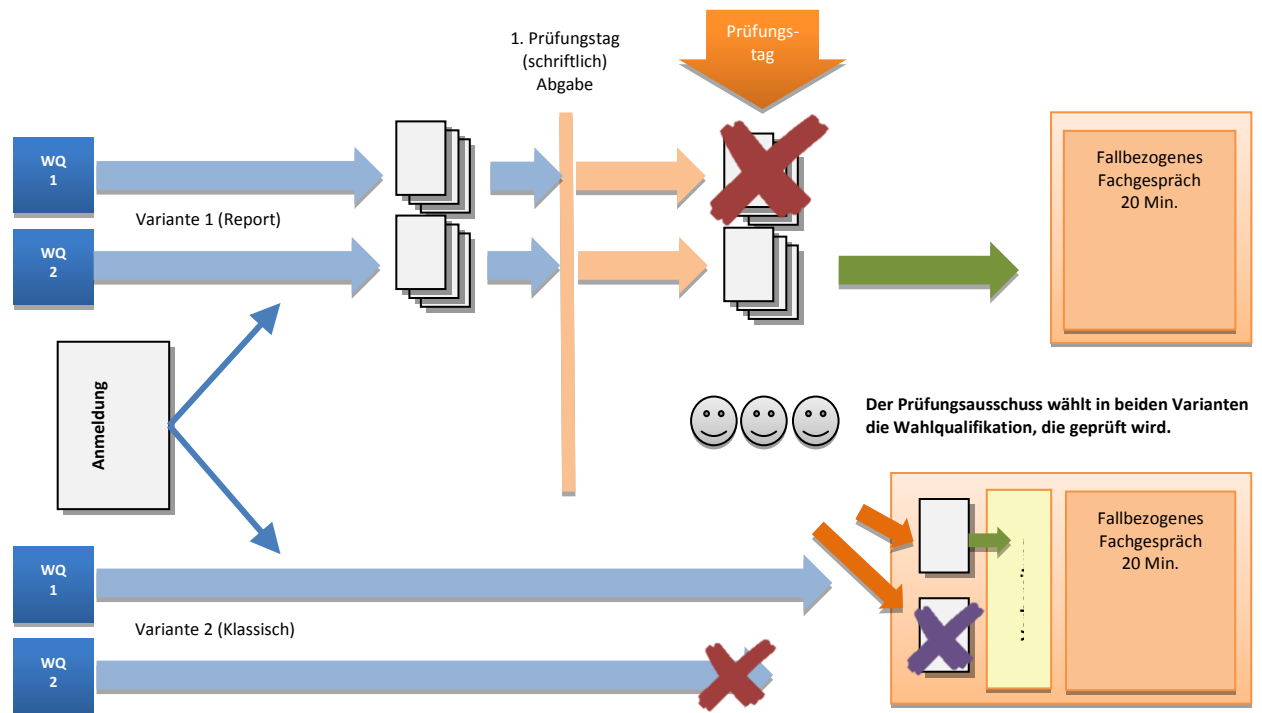 1. Prüfungstag
(schriftlich)
Abgabe
Prüfungs-
tag
WQ
1
Variante 1 (Report)
WQ
2
Fallbezogenes
Fachgespräch
20 Min.
Anmeldung
Der Prüfungsausschuss wählt in beiden Varianten
die Wahlqualifikation, die geprüft wird.
WQ
1
Variante 2 (Klassisch)
WQ
2
Fallbezogenes
Fachgespräch
20 Min.